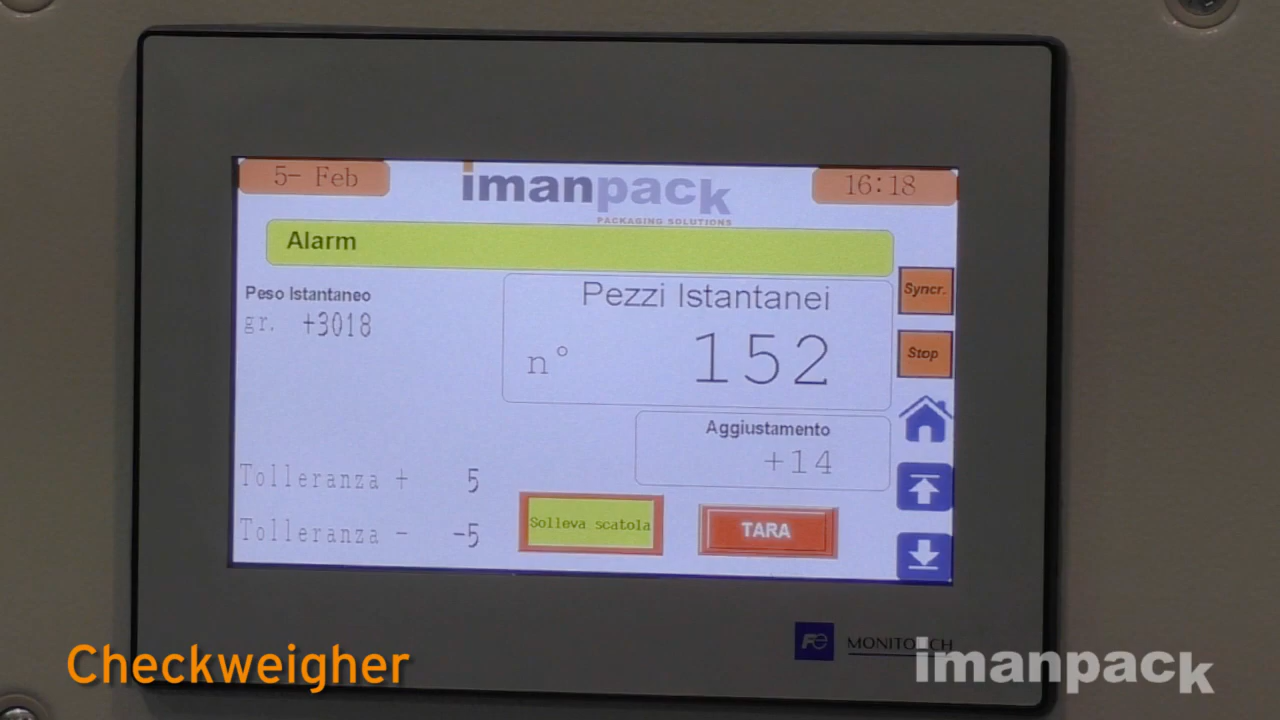 5- Feb
imanpack
PACKAGING SOLUTIONS
16:18
Alarm
Peso Istantaneo
gr. +3018
Pezzi Istantanei
n° 152
Syncr.
Stop
Aggiustamento
+14
Tolleranza + 5
Tolleranza - -5
Solleva scatola
TARA
Fe
Checkweigher
imanpack